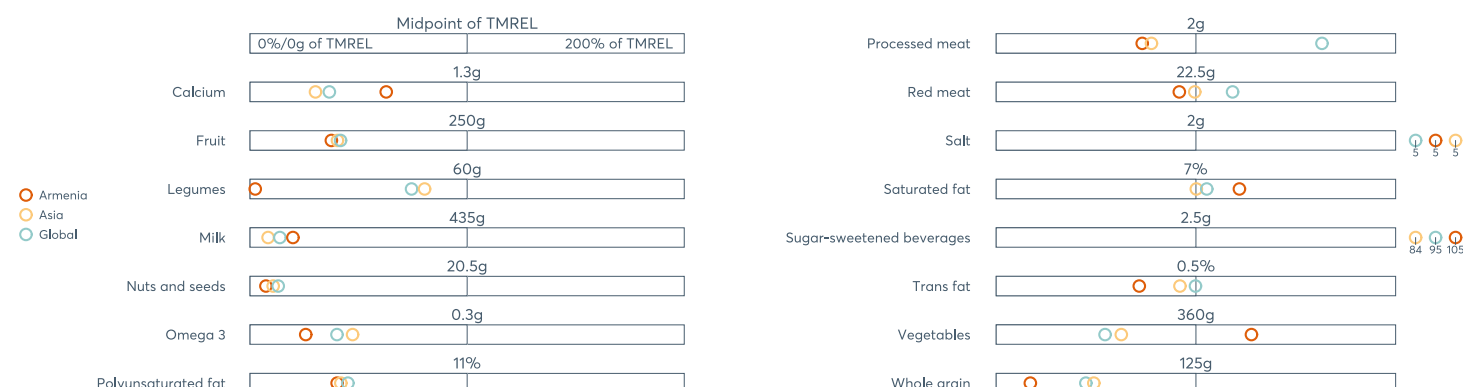 Midpoint of TMREL
0%/0g of TMREL 200% of TMREL
1.3g
Calcium
250g
Fruit
60g
Legumes
435g
Milk
20.5g
Nuts and seeds
0.3g
Omega 3
11%
Polyunsaturated fat
Armenia
Asia
Global
2g
Processed meat
22.5g
Red meat
2g
Salt
5 5 5
7%
Saturated fat
2.5g
Sugar-sweetened beverages
84 95 105
0.5%
Trans fat
360g
Vegetables
125g
Whole grain